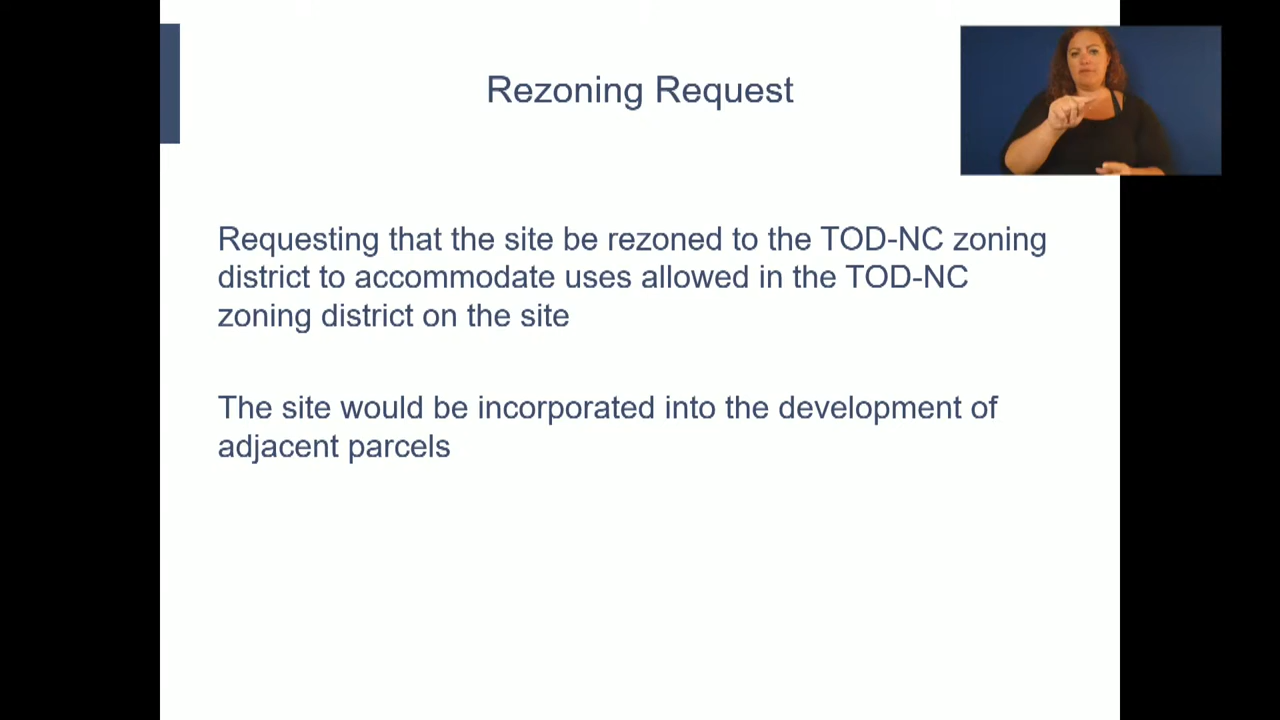 Rezoning Request
Requesting that the site be rezoned to the TOD-NC zoning
district to accommodate uses allowed in the TOD-NC
zoning district on the site
The site would be incorporated into the development of
adjacent parcels